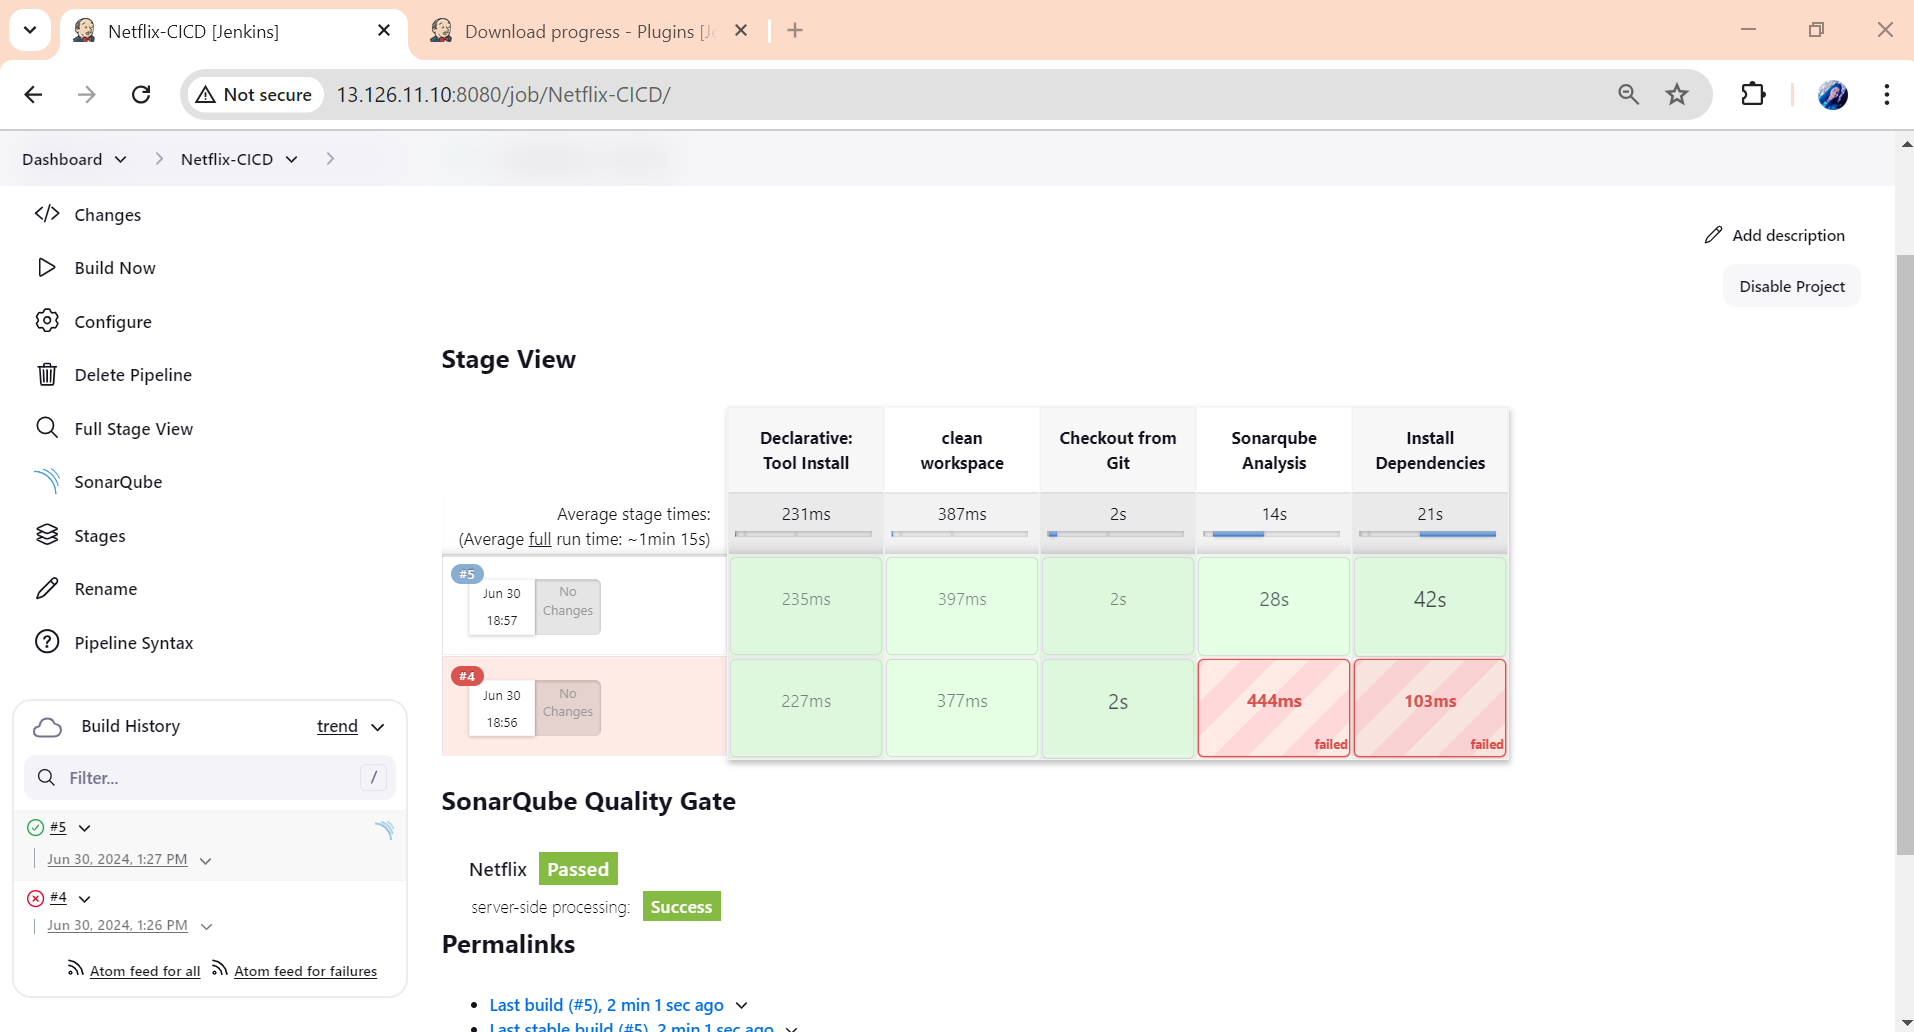 Netflix-CICD [Jenkins]
Download progress - Plugins [Je
Not secure
13.126.11.10:8080/job/Netflix-CICD/
Dashboard
Netflix-CICD
Changes
Build Now
Configure
Delete Pipeline
Full Stage View
SonarQube
Stages
Rename
Pipeline Syntax
Build History
trend
Filter...
/
#5
Jun 30, 2024, 1:27 PM
#4
Jun 30, 2024, 1:26 PM
Atom feed for all
Atom feed for failures
Add description
Disable Project
Stage View
Declarative:
Tool Install
clean
workspace
Checkout from
Git
Sonarqube
Analysis
Install
Dependencies
Average stage times:
(Average full run time: ~1min 15s)
231ms
387ms
2s
14s
21s
#5
Jun 30
18:57
No
Changes
235ms
397ms
2s
28s
42s
#4
Jun 30
18:56
No
Changes
227ms
377ms
2s
444ms
failed
103ms
failed
SonarQube Quality Gate
Netflix Passed
server-side processing: Success
Permalinks
Last build (#5), 2 min 1 sec ago
Last stable build (#5), 2 min 1 sec ago